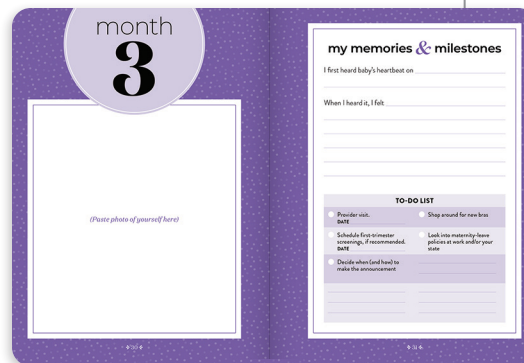 month
3
(Paste photo of yourself here)
30
my memories & milestones
I first heard baby's heartbeat on
When I heard it, I felt
TO-DO LIST
Provider visit.
DATE
Shop around for new bras
Schedule first-trimester
screenings, if recommended.
DATE
Look into maternity-leave
policies at work and/or your
state
Decide when (and how) to
make the announcement
31